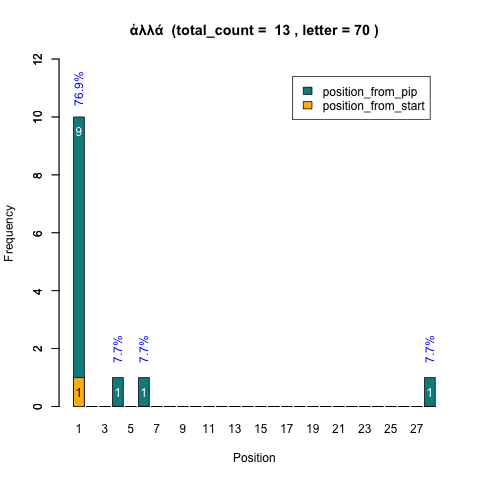 ἀλλά (total_count = 13 , letter = 70 )
position_from_pip
position_from_start
Frequency
12
10
8
6
4
2
0
76.9%
7.7%
7.7%
7.7%
9
1
1
1
1
1 3 5 7 9 11 13 15 17 19 21 23 25 27
Position